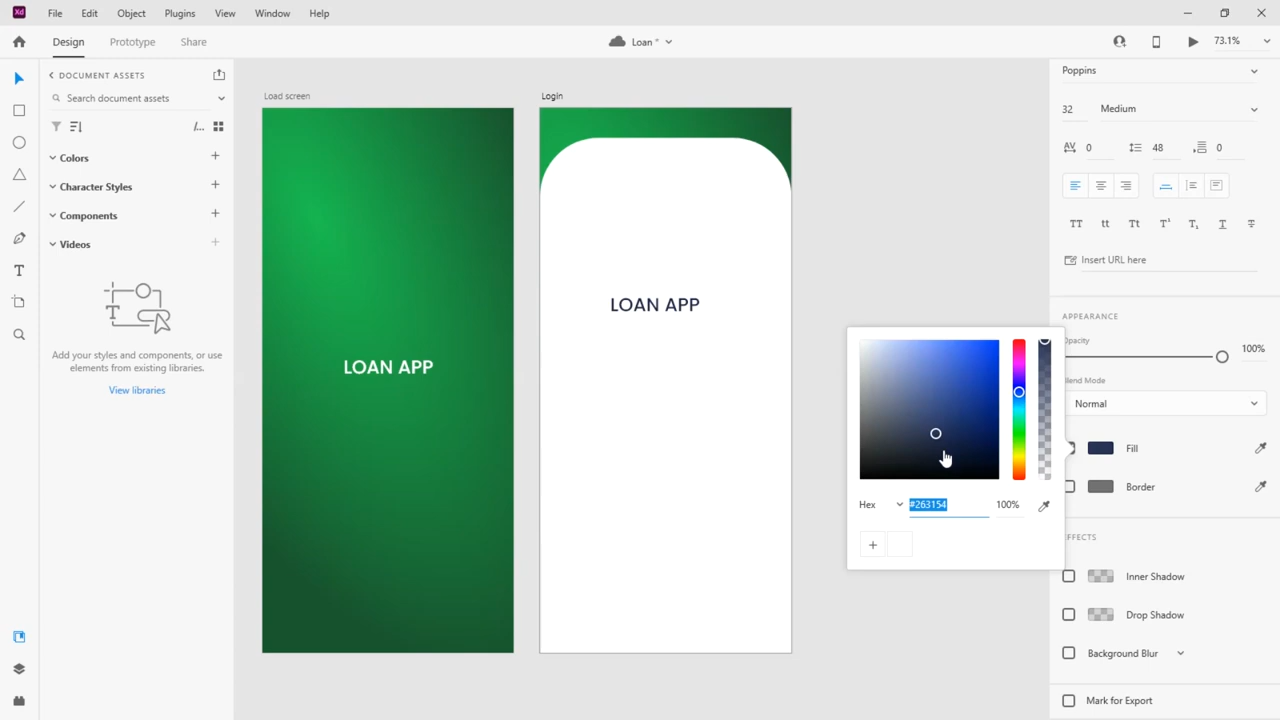 Xd File Edit Object Plugins View Window Help
Design Prototype Share
Loan *
73.1%
DOCUMENT ASSETS
Search document assets
Colors
Character Styles
Components
Videos
Add your styles and components, or use
elements from existing libraries.
View libraries
Load screen
LOAN APP
Login
LOAN APP
Hex #263154 100%
Poppins
32 Medium
AV 0 48 0
TT tt Tt T¹ T₁ T T
Insert URL here
APPEARANCE
Opacity
100%
Blend Mode
Normal
Fill
Border
EFFECTS
Inner Shadow
Drop Shadow
Background Blur
Mark for Export